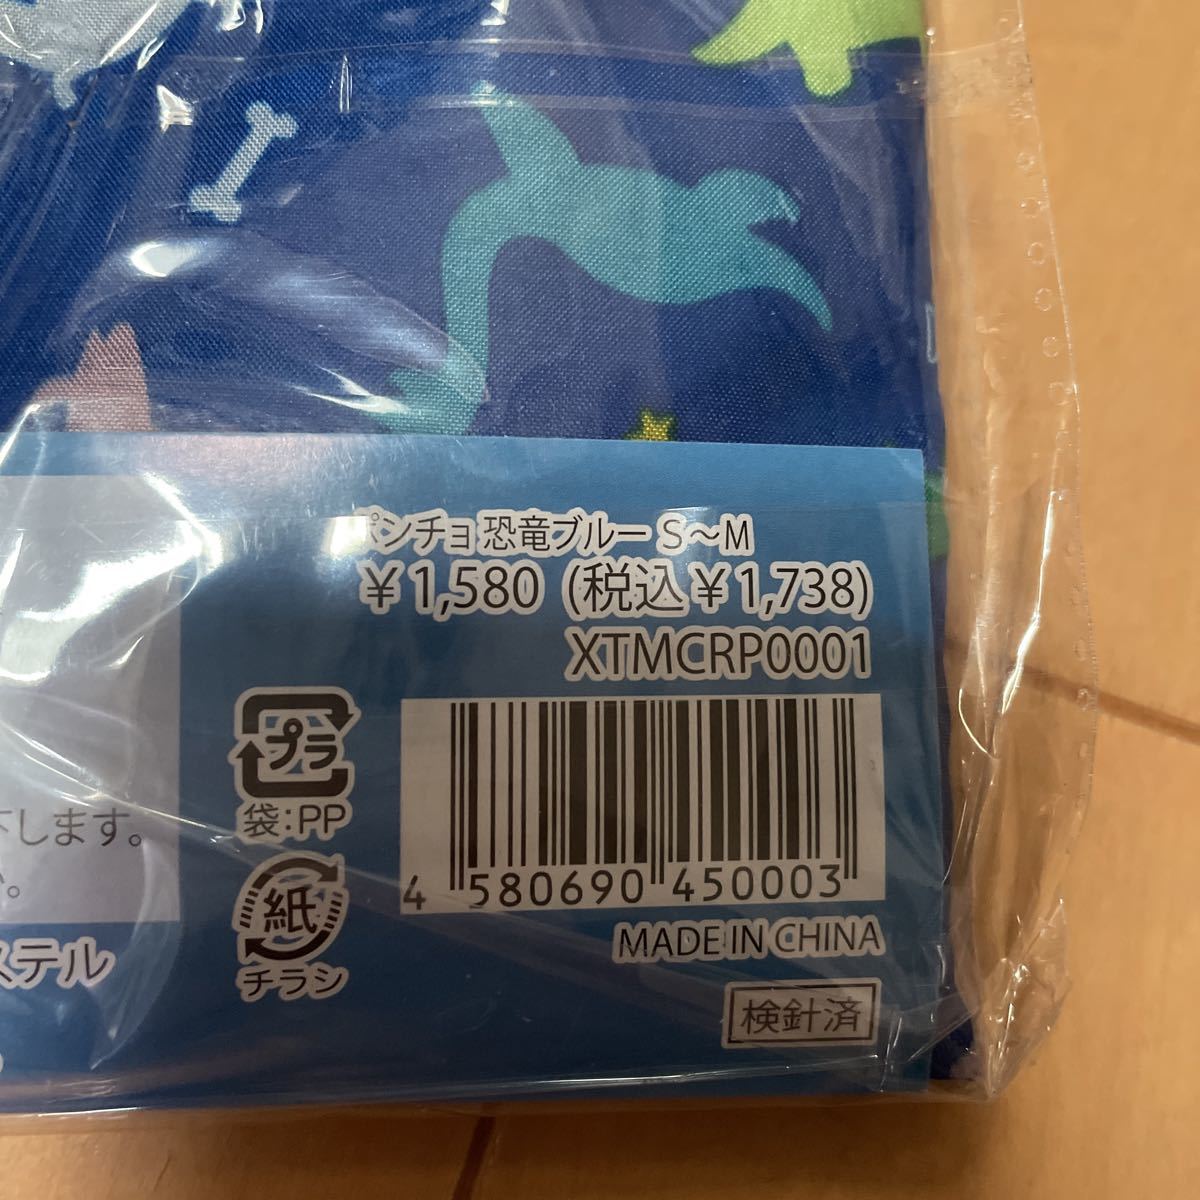 ポンチョ 恐竜ブルー S～M
￥1,580 (税込￥1,738)
XTMCRP0001
プラ
袋：PP
紙
チラシ
4 580690 450003
MADE IN CHINA
検針済
します。
ステル